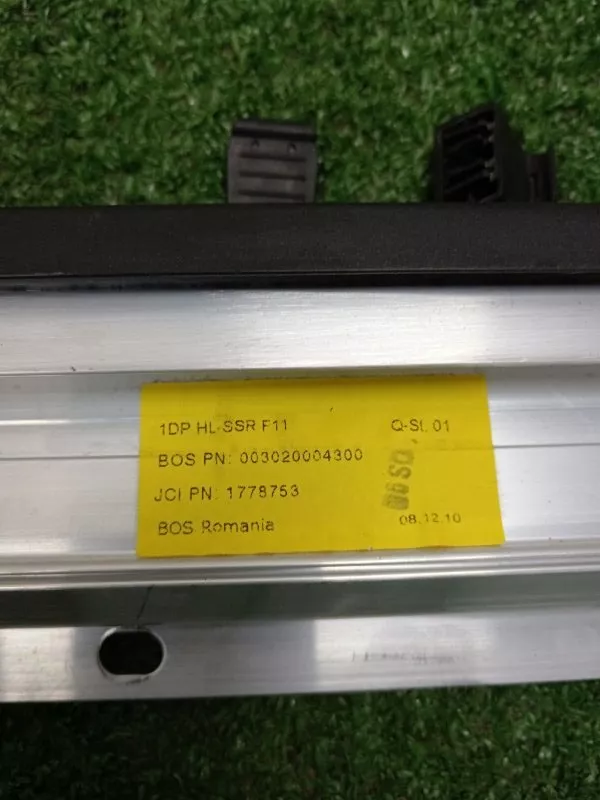 1DP HL-SSR F11 Q-St. 01
BOS PN: 003020004300
JCI PN: 1778753
BOS Romania 08.12.10